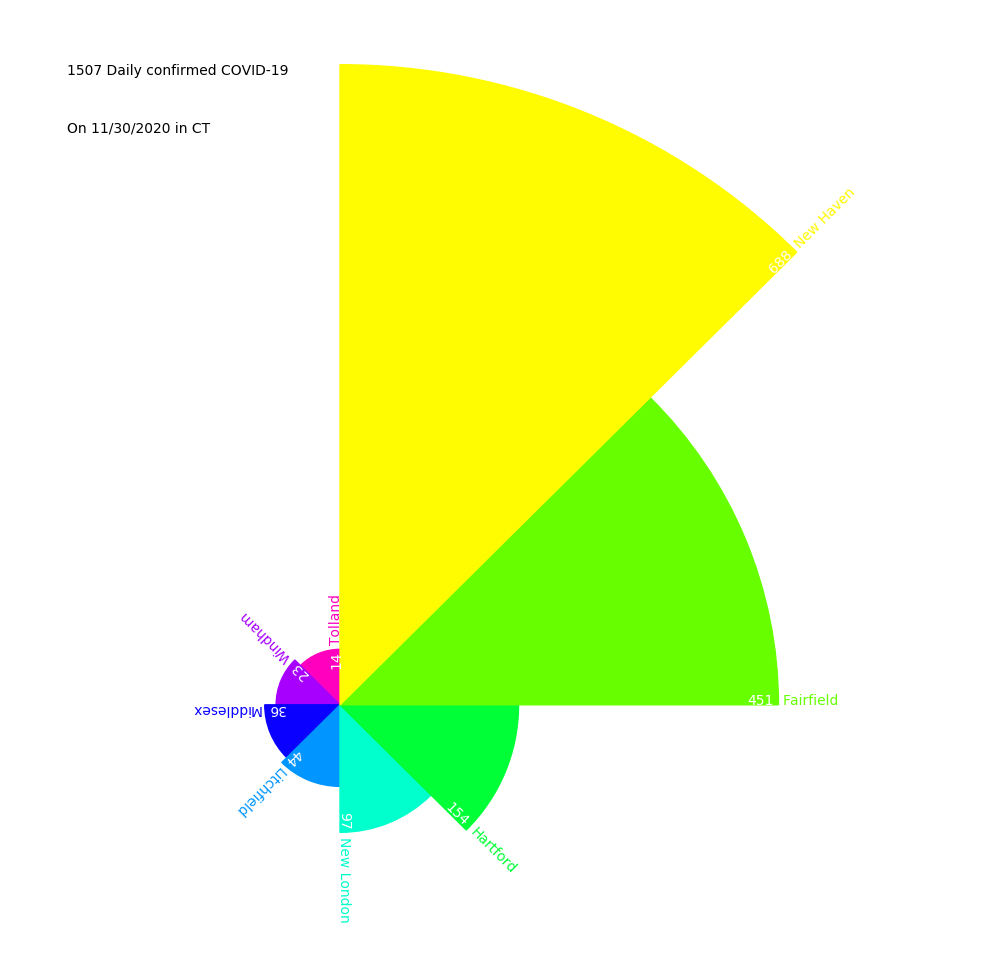 1507 Daily confirmed COVID-19
On 11/30/2020 in CT
688 New Haven
451 Fairfield
154 Hartford
97 New London
44 Litchfield
36 Middlesex
23 Windham
14 Tolland